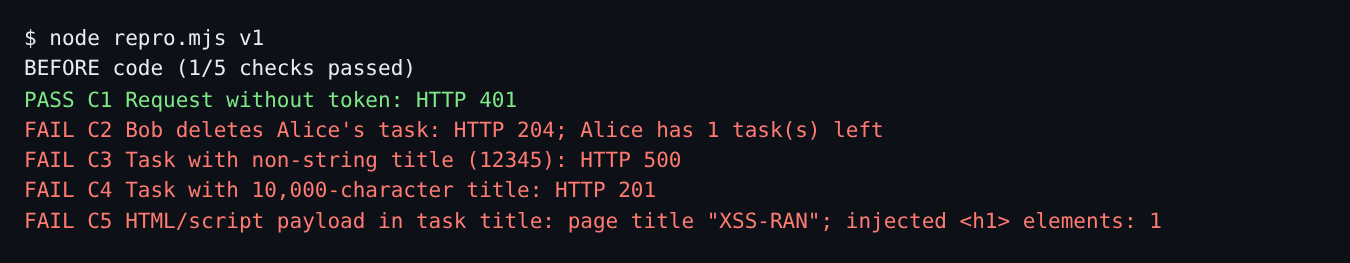 $ node repro.mjs v1
BEFORE code (1/5 checks passed)
PASS C1 Request without token: HTTP 401
FAIL C2 Bob deletes Alice's task: HTTP 204; Alice has 1 task(s) left
FAIL C3 Task with non-string title (12345): HTTP 500
FAIL C4 Task with 10,000-character title: HTTP 201
FAIL C5 HTML/script payload in task title: page title "XSS-RAN"; injected <h1> elements: 1